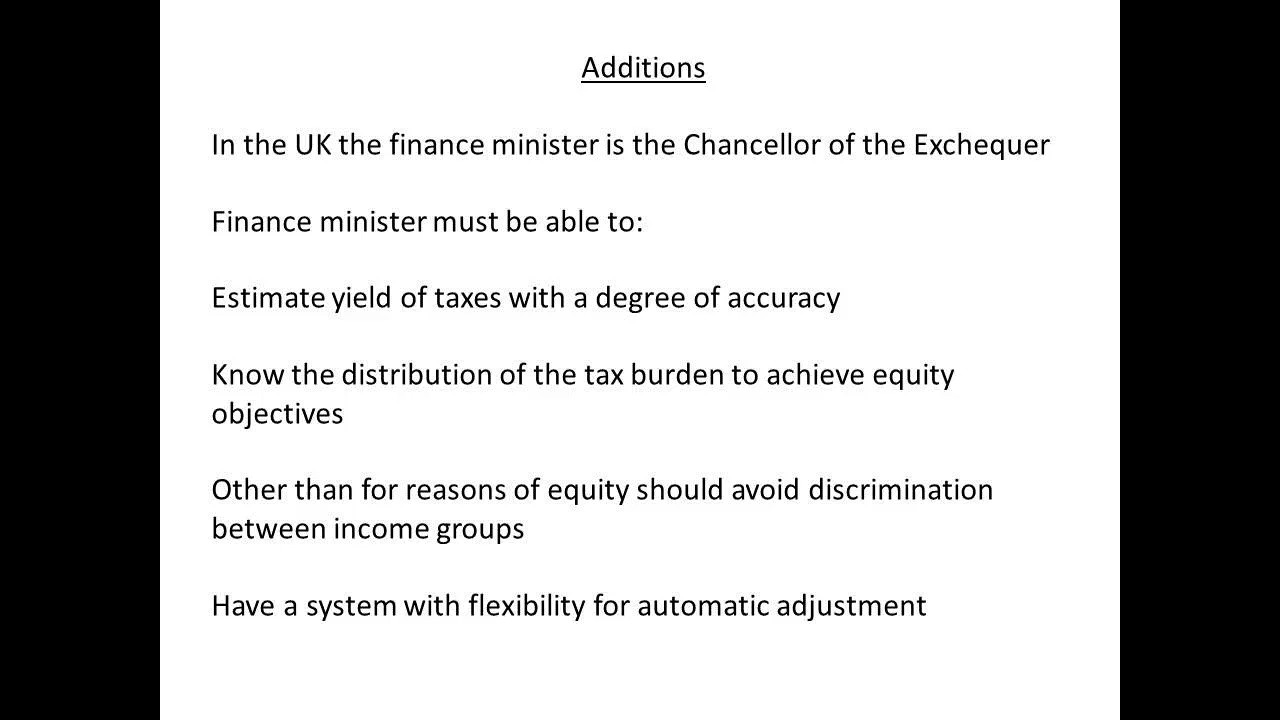 Additions
In the UK the finance minister is the Chancellor of the Exchequer
Finance minister must be able to:
Estimate yield of taxes with a degree of accuracy
Know the distribution of the tax burden to achieve equity
objectives
Other than for reasons of equity should avoid discrimination
between income groups
Have a system with flexibility for automatic adjustment